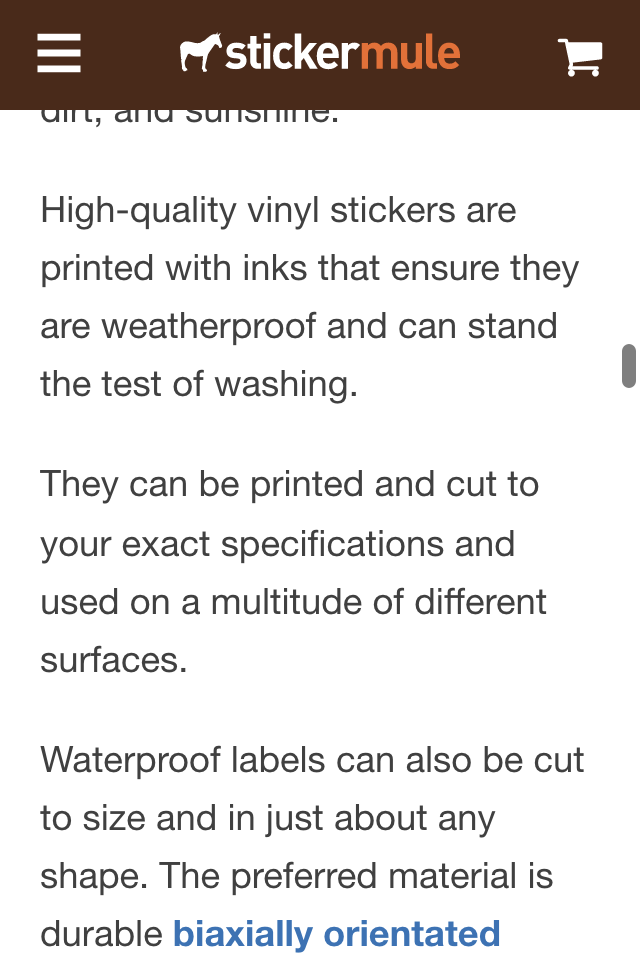 stickermule
dirt, and sunshine.
High-quality vinyl stickers are
printed with inks that ensure they
are weatherproof and can stand
the test of washing.
They can be printed and cut to
your exact specifications and
used on a multitude of different
surfaces.
Waterproof labels can also be cut
to size and in just about any
shape. The preferred material is
durable biaxially orientated